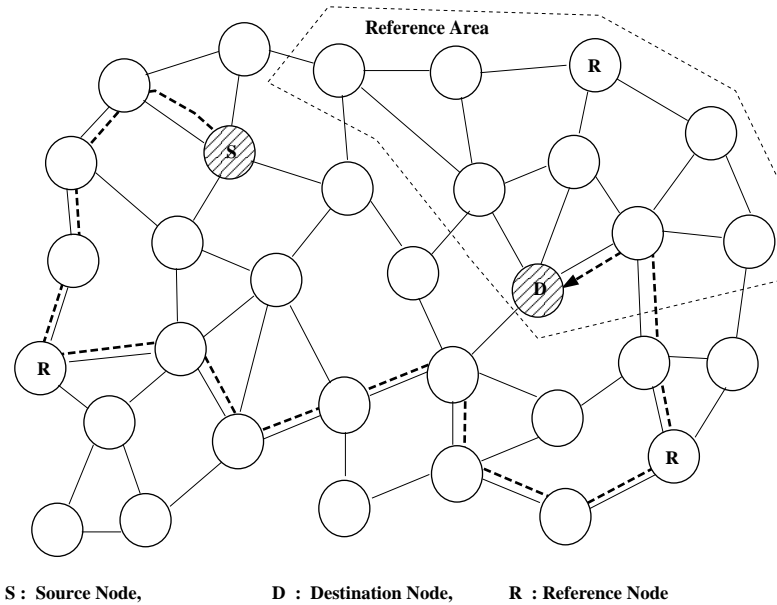 Reference Area
R
S
D
R
R
S : Source Node, D : Destination Node, R : Reference Node